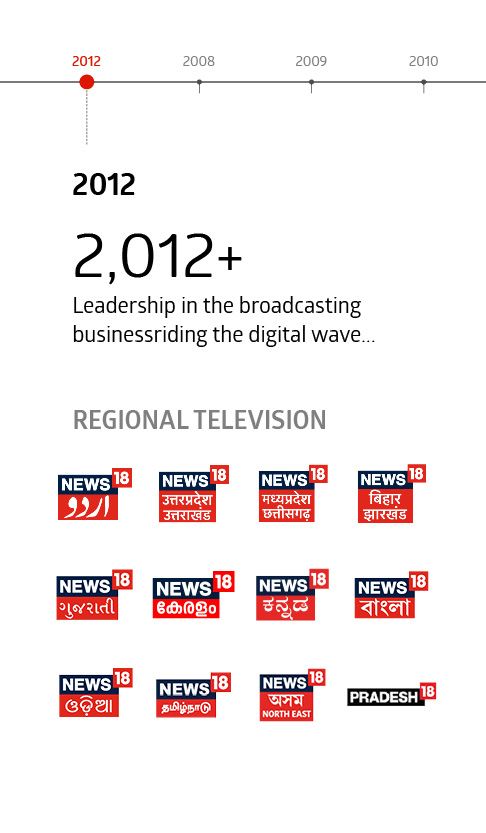 2012 2008 2009 2010
2012
2,012+
Leadership in the broadcasting
businessriding the digital wave...
REGIONAL TELEVISION
NEWS 18
اردو
NEWS 18
उत्तरप्रदेश
उत्तराखंड
NEWS 18
मध्यप्रदेश
छत्तीसगढ़
NEWS 18
बिहार
झारखंड
NEWS 18
ગુજરાતી
NEWS 18
കേരളം
NEWS 18
ಕನ್ನಡ
NEWS 18
বাংলা
NEWS 18
ଓଡ଼ିଆ
NEWS 18
தமிழ்நாடு
NEWS 18
অসম
NORTH EAST
PRADESH 18